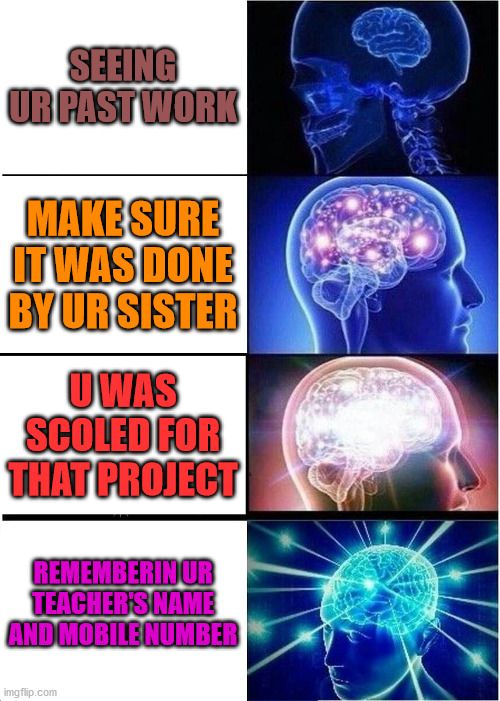 SEEING
UR PAST WORK
MAKE SURE
IT WAS DONE
BY UR SISTER
U WAS
SCOLED FOR
THAT PROJECT
REMEMBERIN UR
TEACHER'S NAME
AND MOBILE NUMBER
imgflip.com